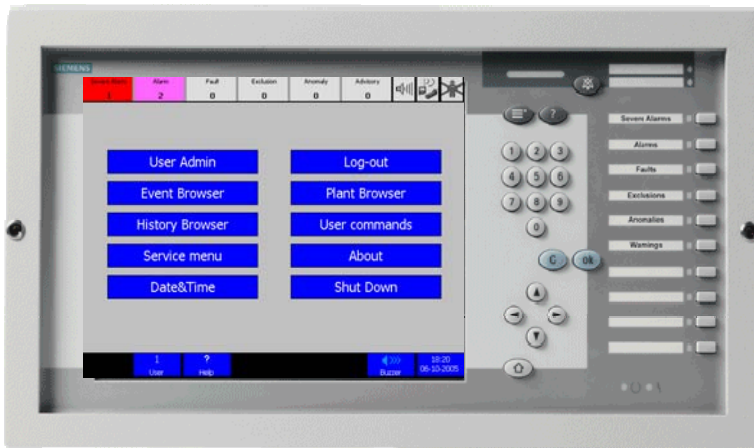 SIEMENS
Severe Alarm Alarm Fault Exclusion Anomaly Advisory
1 2 0 0 0 0
User Admin Log-out
Event Browser Plant Browser
History Browser User commands
Service menu About
Date&Time Shut Down
1 ? 18:20
User Help Buzzer 06-10-2005
?
1 2 3
4 5 6
7 8 9
0
C ok
Severe Alarms
Alarms
Faults
Exclusions
Anomalies
Warnings